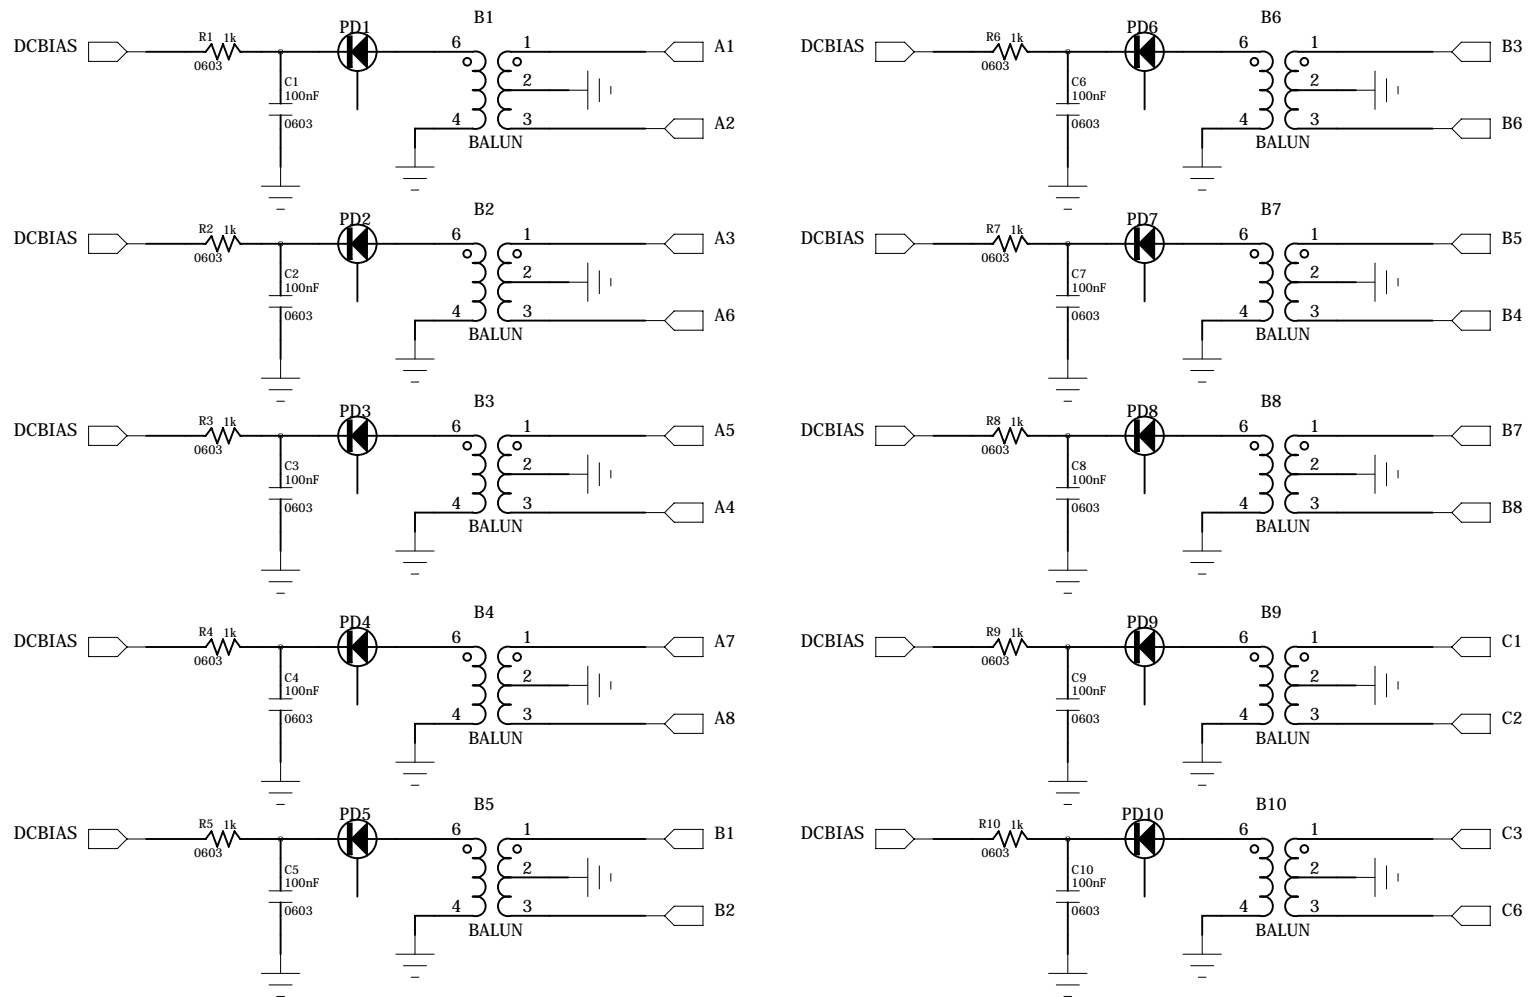 B1
DCBIAS R1 1k 0603 PD1 6 1 A1
C1 100nF 0603 2
4 3 A2
BALUN
B6
DCBIAS R6 1k 0603 PD6 6 1 B3
C6 100nF 0603 2
4 3 B6
BALUN
B2
DCBIAS R2 1k 0603 PD2 6 1 A3
C2 100nF 0603 2
4 3 A6
BALUN
B7
DCBIAS R7 1k 0603 PD7 6 1 B5
C7 100nF 0603 2
4 3 B4
BALUN
B3
DCBIAS R3 1k 0603 PD3 6 1 A5
C3 100nF 0603 2
4 3 A4
BALUN
B8
DCBIAS R8 1k 0603 PD8 6 1 B7
C8 100nF 0603 2
4 3 B8
BALUN
B4
DCBIAS R4 1k 0603 PD4 6 1 A7
C4 100nF 0603 2
4 3 A8
BALUN
B9
DCBIAS R9 1k 0603 PD9 6 1 C1
C9 100nF 0603 2
4 3 C2
BALUN
B5
DCBIAS R5 1k 0603 PD5 6 1 B1
C5 100nF 0603 2
4 3 B2
BALUN
B10
DCBIAS R10 1k 0603 PD10 6 1 C3
C10 100nF 0603 2
4 3 C6
BALUN